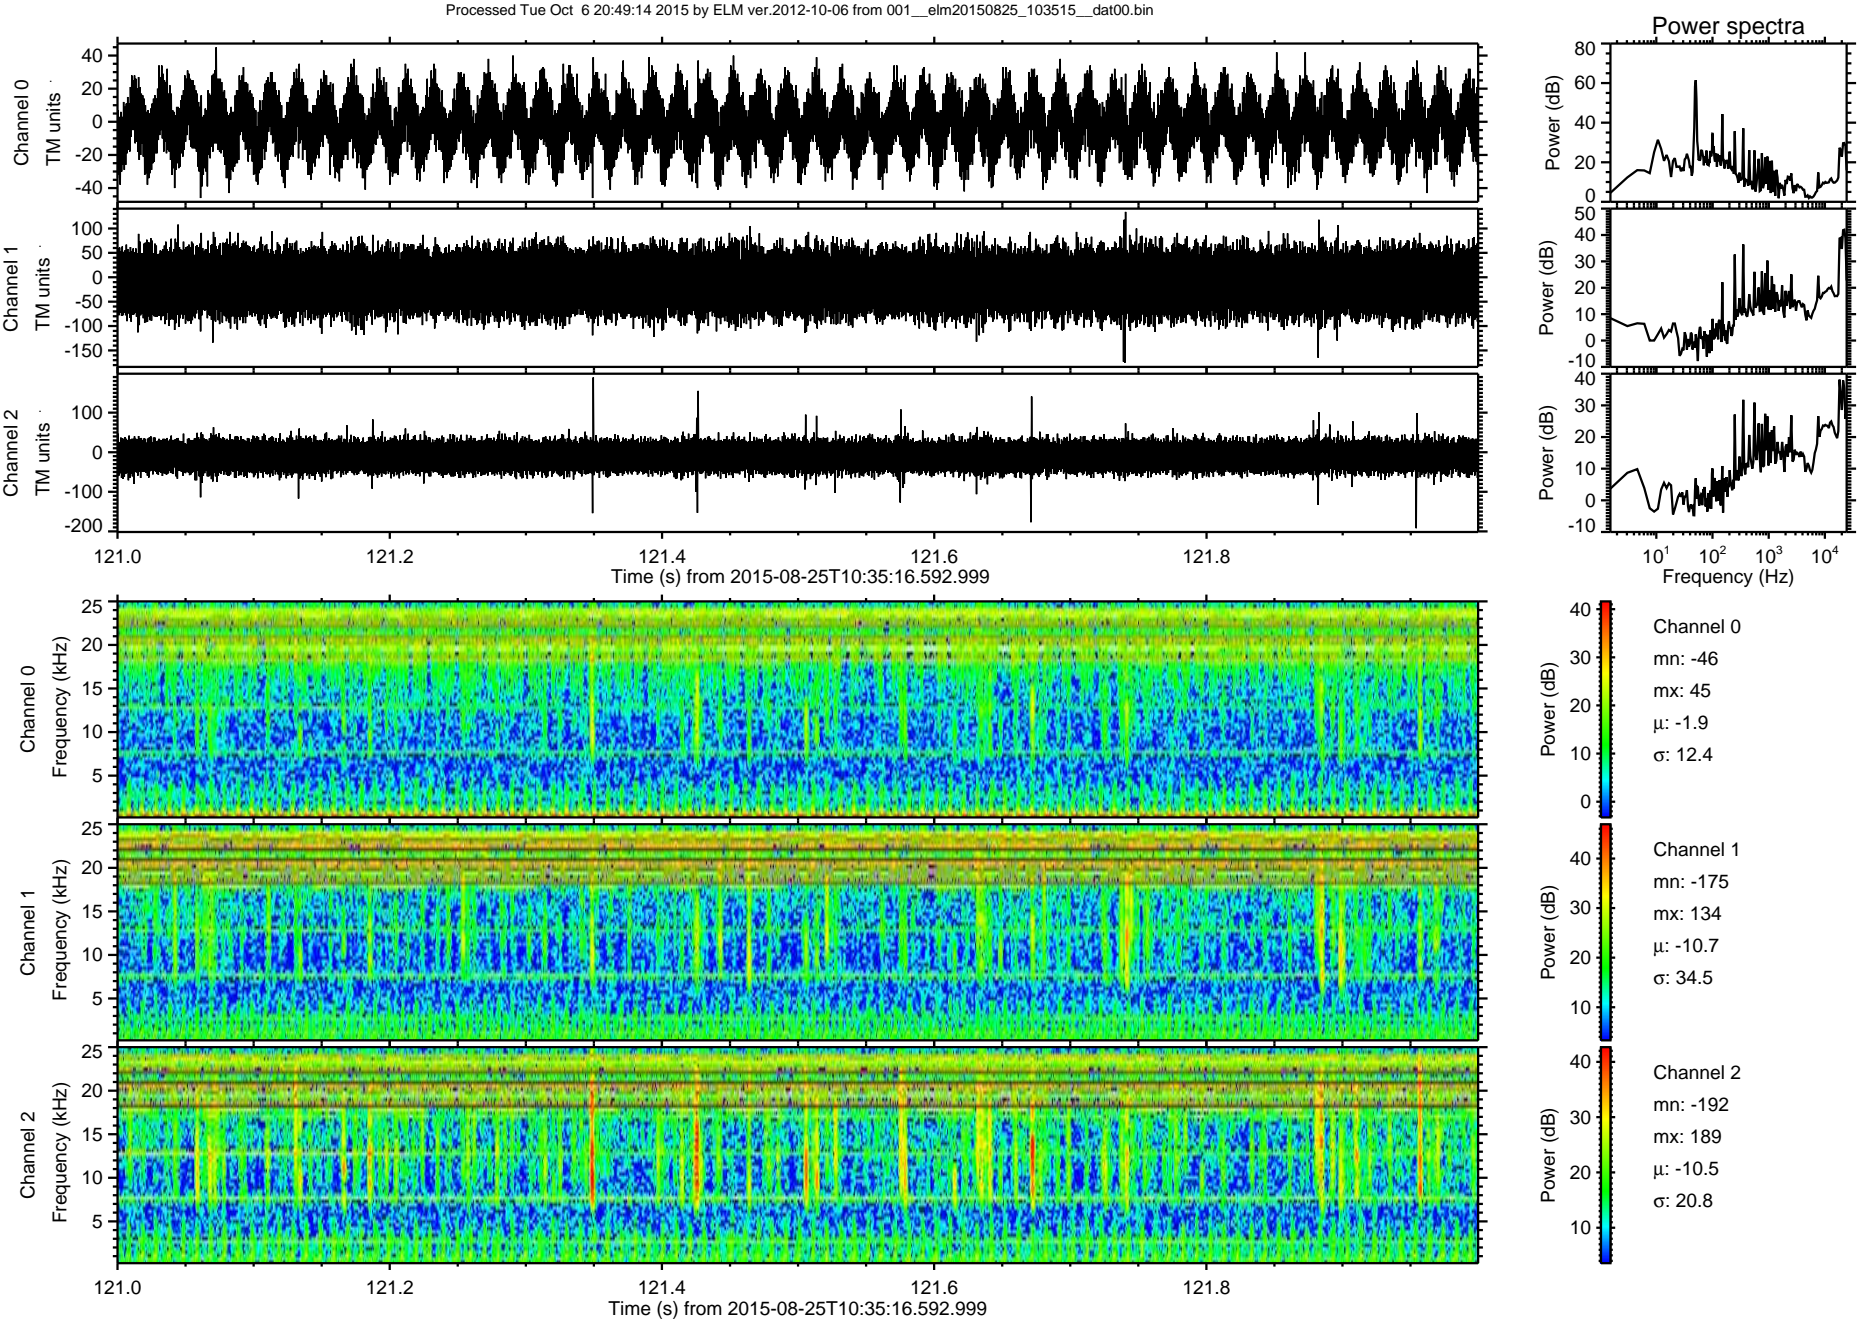 Processed Tue Oct  6 20:49:14 2015 by ELM ver.2012-10-06 from 001__elm20150825_103515__dat00.bin
Power spectra
Channel 0
TM units
40
20
0
-20
-40
Power (dB)
80
60
40
20
0
Channel 1
TM units
100
50
0
-50
-100
-150
Power (dB)
50
40
30
20
10
0
-10
Channel 2
TM units
100
0
-100
-200
Power (dB)
40
30
20
10
0
-10
121.0 121.2 121.4 121.6 121.8
Time (s) from 2015-08-25T10:35:16.592.999
10^1 10^2 10^3 10^4
Frequency (Hz)
Channel 0
Frequency (kHz)
25
20
15
10
5
Power (dB)
40
30
20
10
0
Channel 0
mn: -46
mx: 45
μ: -1.9
σ: 12.4
Channel 1
Frequency (kHz)
25
20
15
10
5
Power (dB)
40
30
20
10
Channel 1
mn: -175
mx: 134
μ: -10.7
σ: 34.5
Channel 2
Frequency (kHz)
25
20
15
10
5
Power (dB)
40
30
20
10
Channel 2
mn: -192
mx: 189
μ: -10.5
σ: 20.8
121.0 121.2 121.4 121.6 121.8
Time (s) from 2015-08-25T10:35:16.592.999